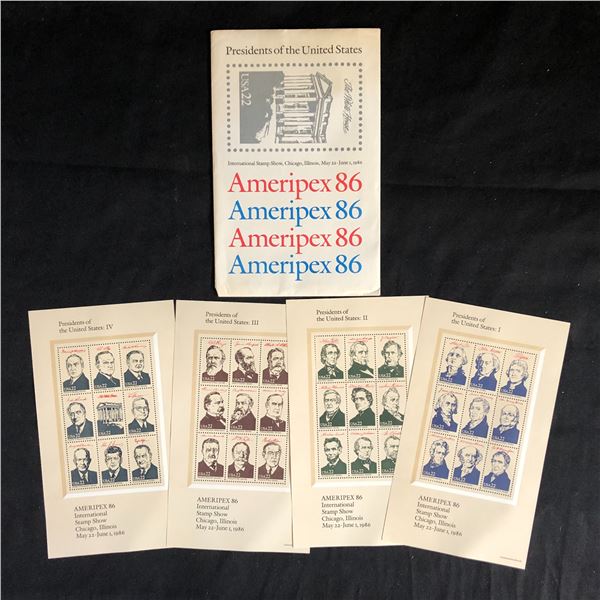 Presidents of the United States
USA22
The White House
International Stamp Show, Chicago, Illinois, May 22-June 1, 1986
Ameripex 86
Ameripex 86
Ameripex 86
Ameripex 86
Presidents of
the United States: IV
AMERIPEX 86
International
Stamp Show
Chicago, Illinois
May 22-June 1, 1986
Presidents of
the United States: III
AMERIPEX 86
International
Stamp Show
Chicago, Illinois
May 22-June 1, 1986
Presidents of
the United States: II
AMERIPEX 86
International
Stamp Show
Chicago, Illinois
May 22-June 1, 1986
Presidents of
the United States: I
AMERIPEX 86
International
Stamp Show
Chicago, Illinois
May 22-June 1, 1986